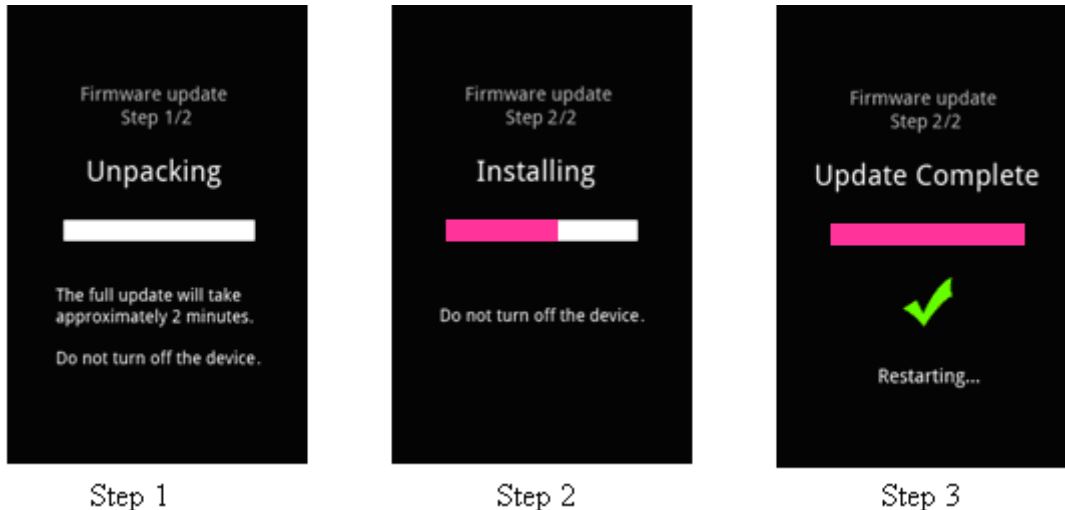 Firmware update
Step 1/2
Unpacking
The full update will take
approximately 2 minutes.
Do not turn off the device.
Step 1
Firmware update
Step 2/2
Installing
Do not turn off the device.
Step 2
Firmware update
Step 2/2
Update Complete
Restarting...
Step 3